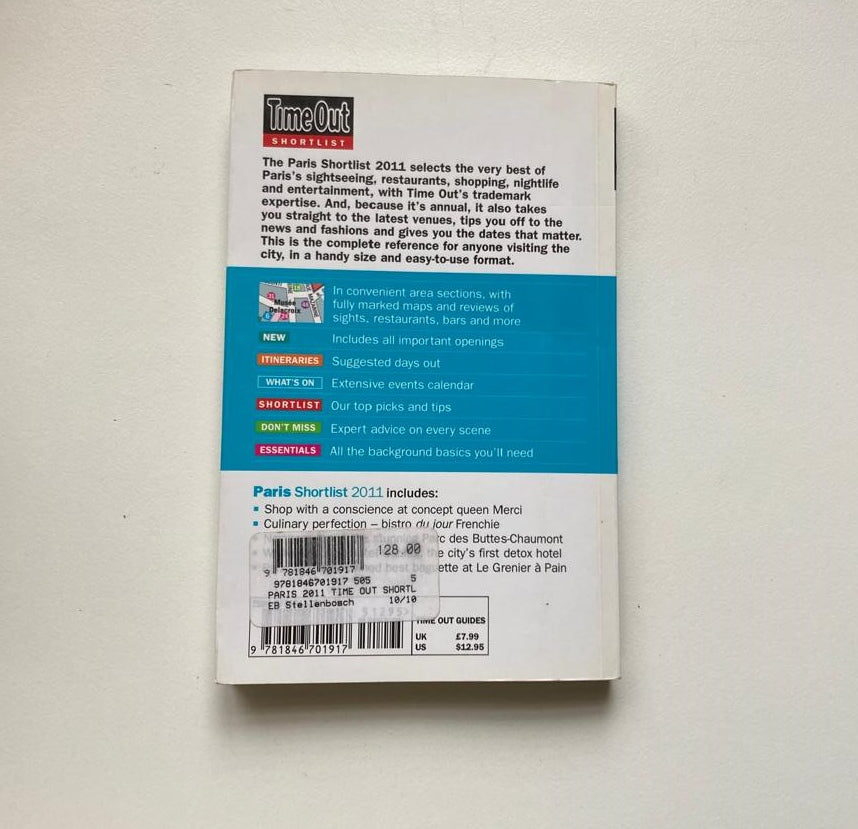 Time Out
SHORTLIST
The Paris Shortlist 2011 selects the very best of
Paris's sightseeing, restaurants, shopping, nightlife
and entertainment, with Time Out's trademark
expertise. And, because it's annual, it also takes
you straight to the latest venues, tips you off to the
news and fashions and gives you the dates that matter.
This is the complete reference for anyone visiting the
city, in a handy size and easy-to-use format.
Musée
Delacroix
In convenient area sections, with
fully marked maps and reviews of
sights, restaurants, bars and more
NEW Includes all important openings
ITINERARIES Suggested days out
WHAT'S ON Extensive events calendar
SHORTLIST Our top picks and tips
DON'T MISS Expert advice on every scene
ESSENTIALS All the background basics you'll need
Paris Shortlist 2011 includes:
Shop with a conscience at concept queen Merci
Culinary perfection – bistro du jour Frenchie
stunning Parc des Buttes-Chaumont
the city's first detox hotel
best baguette at Le Grenier à Pain
128.00
9 781846 701917
9781846701917 505 5
PARIS 2011 TIME OUT SHORTL
EB Stellenbosch 10/10
51295>
TIME OUT GUIDES
UK £7.99
US $12.95
9 781846 701917